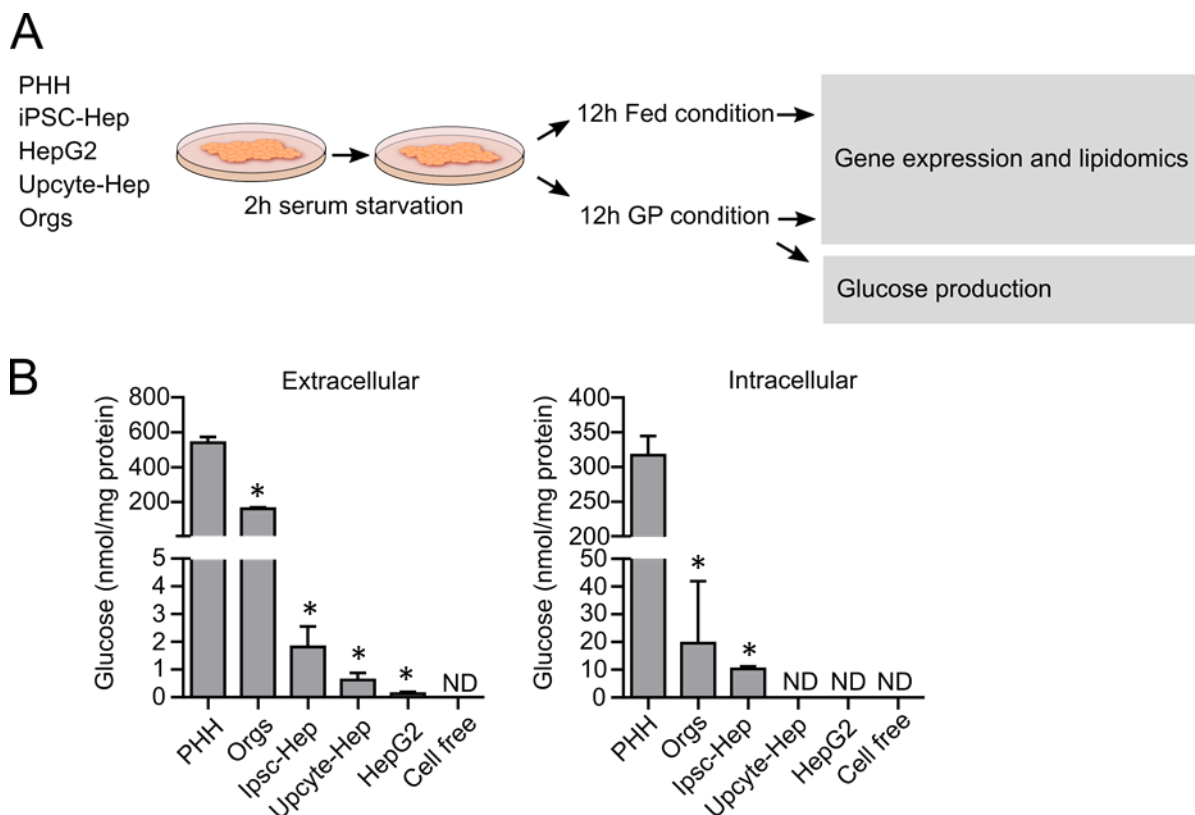 A
PHH
iPSC-Hep
HepG2
Upcyte-Hep
Orgs
2h serum starvation
12h Fed condition
12h GP condition
Gene expression and lipidomics
Glucose production
B
Extracellular
Glucose (nmol/mg protein)
800
600
400
200
5
4
3
2
1
0
*
*
*
*
ND
PHH
Orgs
Ipsc-Hep
Upcyte-Hep
HepG2
Cell free
Intracellular
Glucose (nmol/mg protein)
400
350
300
250
200
50
40
30
20
10
0
*
*
ND
ND
ND
PHH
Orgs
Ipsc-Hep
Upcyte-Hep
HepG2
Cell free